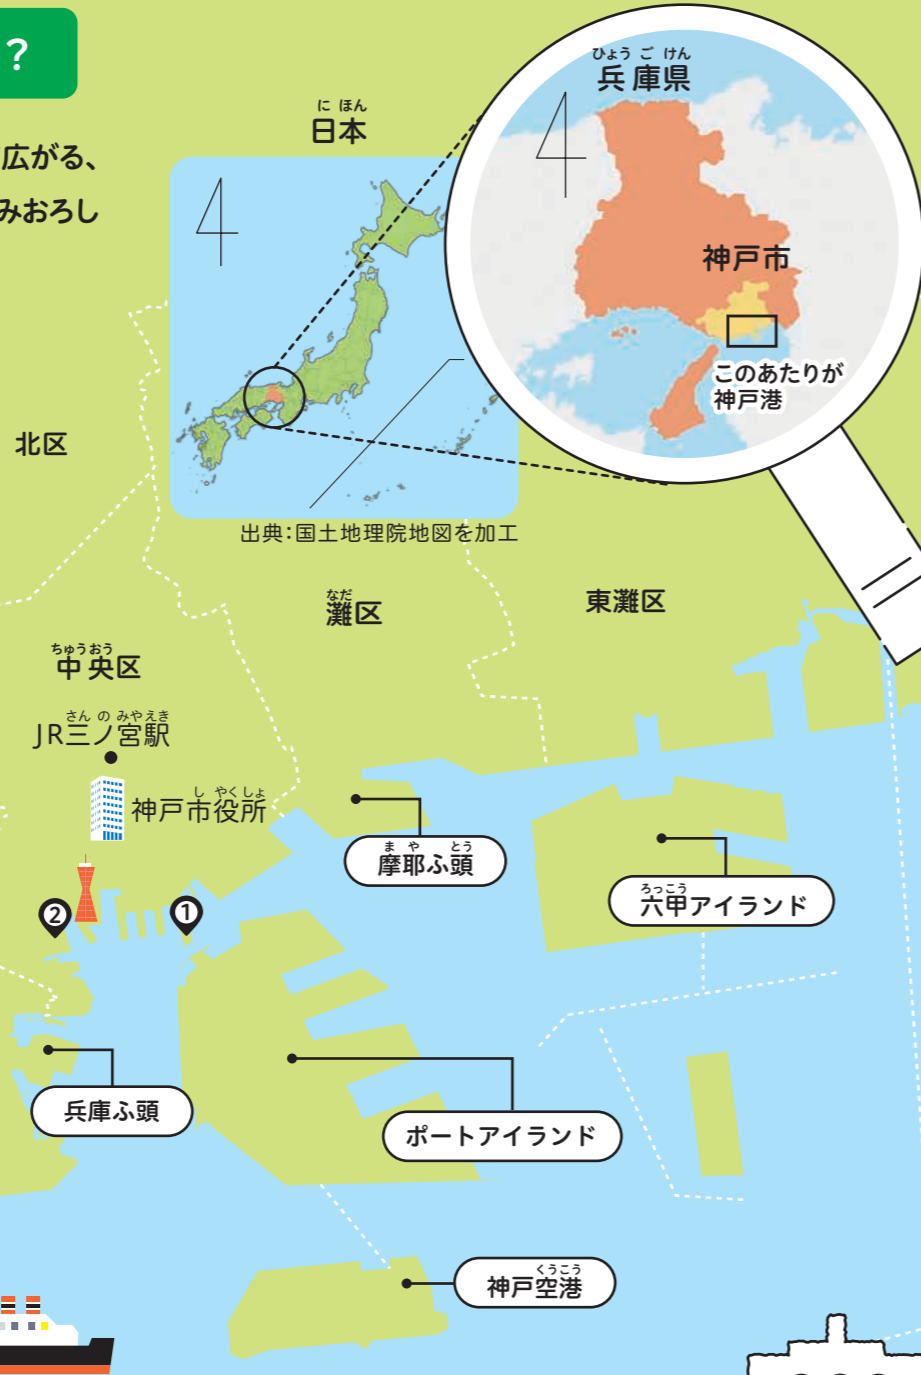 ？
広がる、
みおろし
にほん
日本
ひょうごけん
兵庫県
神戸市
このあたりが
神戸港
出典：国土地理院地図を加工
北区
なだ
灘区
東灘区
ちゅうおう
中央区
さんのみやえき
JR三ノ宮駅
しやくしょ
神戸市役所
まやとう
摩耶ふ頭
ろっこう
六甲アイランド
②
①
兵庫ふ頭
ポートアイランド
くうこう
神戸空港